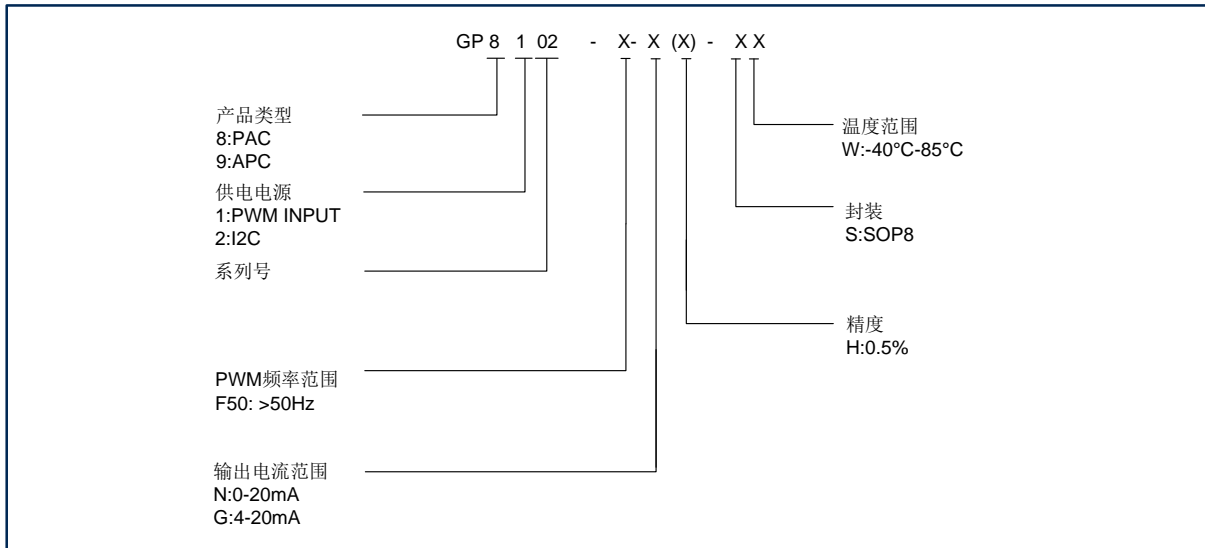 GP 8 1 02 - X- X (X) - X X
产品类型
8:PAC
9:APC
供电电源
1:PWM INPUT
2:I2C
系列号
PWM频率范围
F50: >50Hz
输出电流范围
N:0-20mA
G:4-20mA
温度范围
W:-40°C-85°C
封装
S:SOP8
精度
H:0.5%